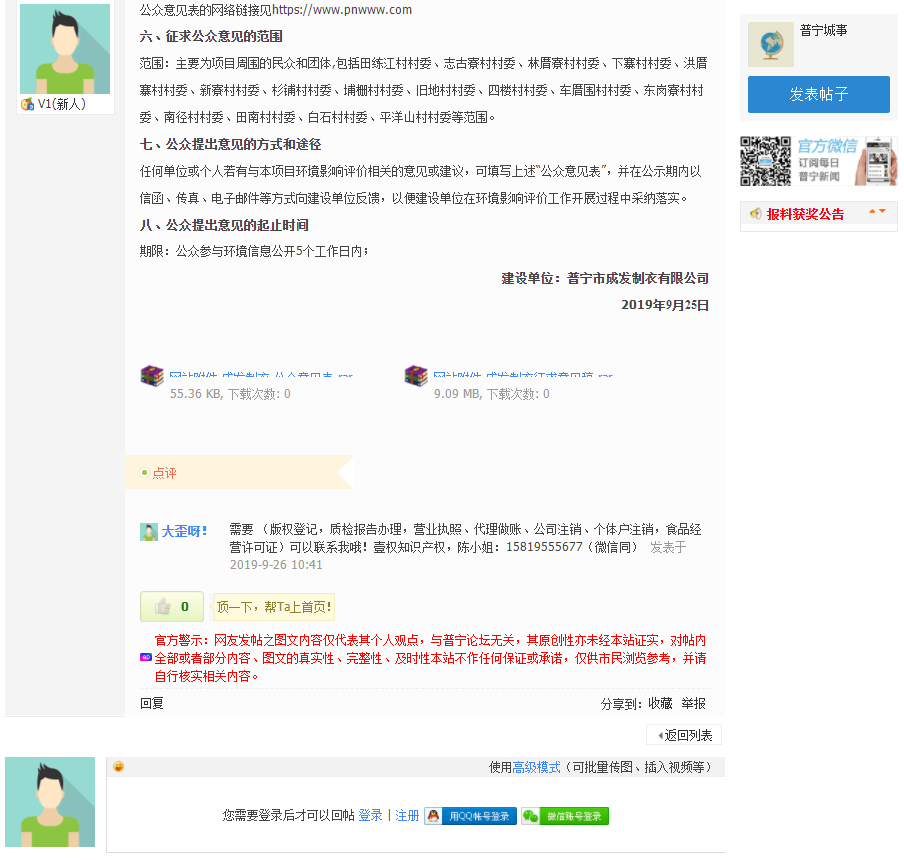 公众意见表的网络链接见https://www.pnwww.com
六、征求公众意见的范围
范围：主要为项目周围的民众和团体,包括田练江村村委、志古寮村村委、林厝寮村村委、下寨村村委、洪厝
寨村村委、新寮村村委、杉铺村村委、埔栅村村委、旧地村村委、四楼村村委、车厝围村村委、东岗寮村村
委、南径村村委、田南村村委、白石村村委、平洋山村村委等范围。
七、公众提出意见的方式和途径
任何单位或个人若有与本项目环境影响评价相关的意见或建议，可填写上述“公众意见表”，并在公示期内以
信函、传真、电子邮件等方式向建设单位反馈，以便建设单位在环境影响评价工作开展过程中采纳落实。
八、公众提出意见的起止时间
期限：公众参与环境信息公开5个工作日内；
建设单位：普宁市成发制衣有限公司
2019年9月25日
V1(新人)
网站附件 成发制衣 公众意见表.rar
55.36 KB, 下载次数: 0
网站附件 成发制衣征求意见稿.rar
9.09 MB, 下载次数: 0
点评
大歪呀！
需要 （版权登记，质检报告办理，营业执照、代理做账、公司注销、个体户注销，食品经
营许可证）可以联系我哦！壹权知识产权，陈小姐：15819555677（微信同） 发表于
2019-9-26 10:41
0
顶一下，帮Ta上首页！
官方警示：网友发帖之图文内容仅代表其个人观点，与普宁论坛无关，其原创性亦未经本站证实，对帖内
全部或者部分内容、图文的真实性、完整性、及时性本站不作任何保证或承诺，仅供市民浏览参考，并请
自行核实相关内容。
回复
分享到： 收藏 举报
返回列表
使用高级模式（可批量传图、插入视频等）
您需要登录后才可以回帖 登录 | 注册 用QQ帐号登录 微信账号登录
普宁城事
发表帖子
官方微信
订阅每日
普宁新闻
报料获奖公告